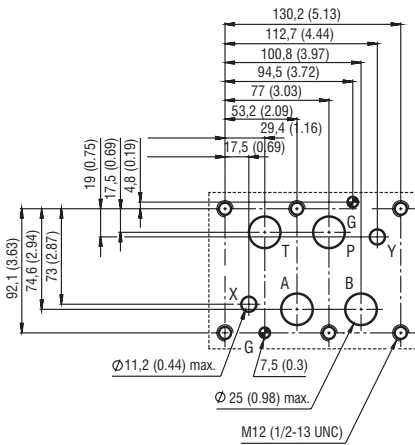 130,2 (5.13)
112,7 (4.44)
100,8 (3.97)
94,5 (3.72)
77 (3.03)
53,2 (2.09)
29,4 (1.16)
17,5 (0.69)
19 (0.75)
17,5 (0.69)
4,8 (0.19)
92,1 (3.63)
74,6 (2.94)
73 (2.87)
G
T
P
Y
A
B
X
G
Ø11,2 (0.44) max.
7,5 (0.3)
Ø 25 (0.98) max.
M12 (1/2-13 UNC)